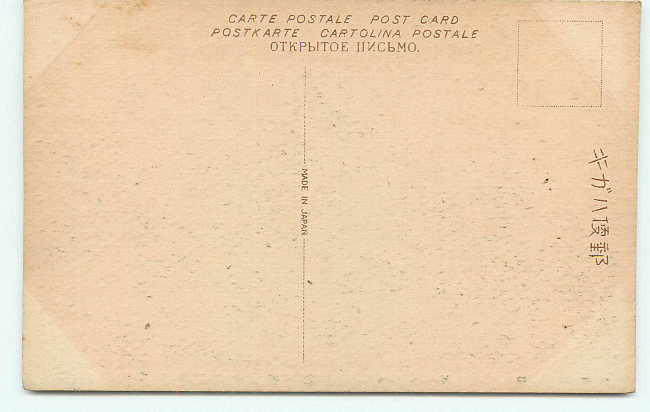 CARTE POSTALE POST CARD
POSTKARTE CARTOLINA POSTALE
ОТКРЫТОЕ ПИСЬМО.
MADE IN JAPAN
郵便ハガキ